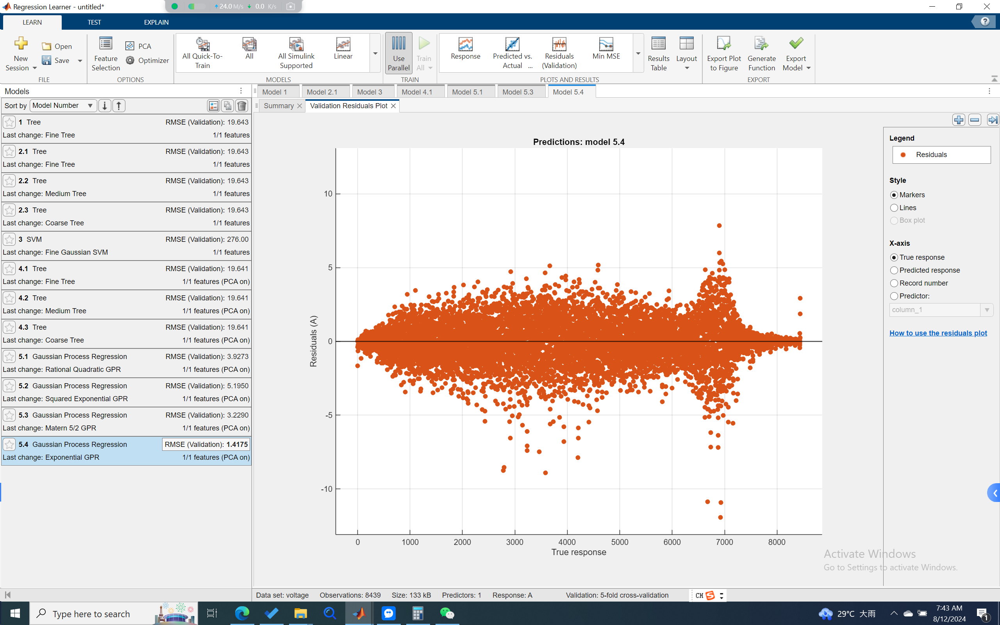 Regression Learner - untitled*
24.0 M/s 0.0 K/s
LEARN TEST EXPLAIN
New Session
Open
Save
FILE
Feature Selection
PCA
Optimizer
OPTIONS
All Quick-To-Train
All
All Simulink Supported
Linear
MODELS
Use Parallel
Train All
TRAIN
Response
Predicted vs. Actual ...
Residuals (Validation)
Min MSE
Results Table
Layout
PLOTS AND RESULTS
Export Plot to Figure
Generate Function
Export Model
EXPORT
Models
Sort by Model Number
1 Tree RMSE (Validation): 19.643
Last change: Fine Tree 1/1 features
2.1 Tree RMSE (Validation): 19.643
Last change: Fine Tree 1/1 features
2.2 Tree RMSE (Validation): 19.643
Last change: Medium Tree 1/1 features
2.3 Tree RMSE (Validation): 19.643
Last change: Coarse Tree 1/1 features
3 SVM RMSE (Validation): 276.00
Last change: Fine Gaussian SVM 1/1 features
4.1 Tree RMSE (Validation): 19.641
Last change: Fine Tree 1/1 features (PCA on)
4.2 Tree RMSE (Validation): 19.641
Last change: Medium Tree 1/1 features (PCA on)
4.3 Tree RMSE (Validation): 19.641
Last change: Coarse Tree 1/1 features (PCA on)
5.1 Gaussian Process Regression RMSE (Validation): 3.9273
Last change: Rational Quadratic GPR 1/1 features (PCA on)
5.2 Gaussian Process Regression RMSE (Validation): 5.1950
Last change: Squared Exponential GPR 1/1 features (PCA on)
5.3 Gaussian Process Regression RMSE (Validation): 3.2290
Last change: Matern 5/2 GPR 1/1 features (PCA on)
5.4 Gaussian Process Regression RMSE (Validation): 1.4175
Last change: Exponential GPR 1/1 features (PCA on)
Model 1 Model 2.1 Model 3 Model 4.1 Model 5.1 Model 5.3 Model 5.4
Summary Validation Residuals Plot
Predictions: model 5.4
10
5
0
-5
-10
Residuals (A)
0 1000 2000 3000 4000 5000 6000 7000 8000
True response
Legend
Residuals
Style
Markers
Lines
Box plot
X-axis
True response
Predicted response
Record number
Predictor:
column_1
How to use the residuals plot
Activate Windows
Go to Settings to activate Windows.
Data set: voltage Observations: 8439 Size: 133 kB Predictors: 1 Response: A Validation: 5-fold cross-validation
CH
Type here to search
29°C 大雨
7:43 AM
8/12/2024
1